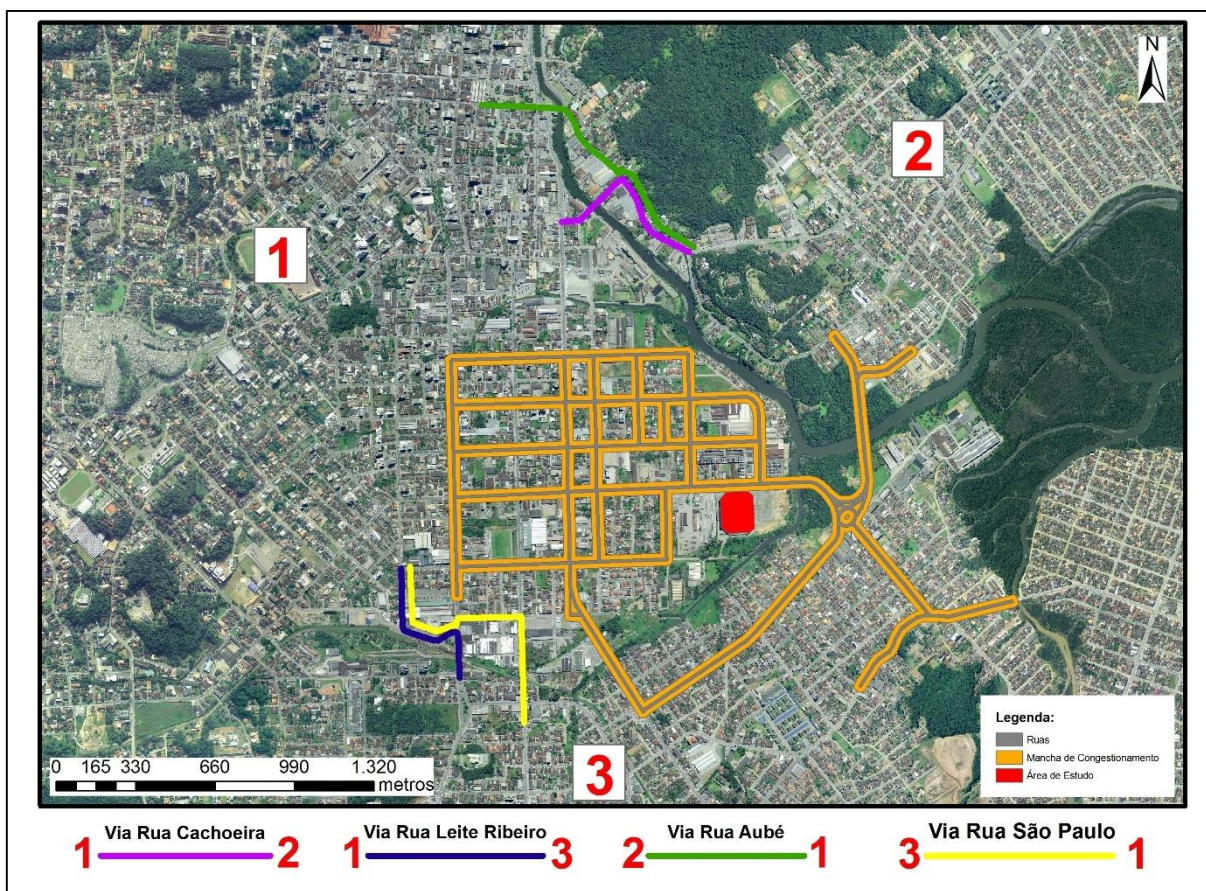 N
2
1
3
0 165 330 660 990 1.320
metros
Legenda:
Ruas
Mancha de Congestionamento
Área de Estudo
1 Via Rua Cachoeira 2
1 Via Rua Leite Ribeiro 3
2 Via Rua Aubé 1
3 Via Rua São Paulo 1